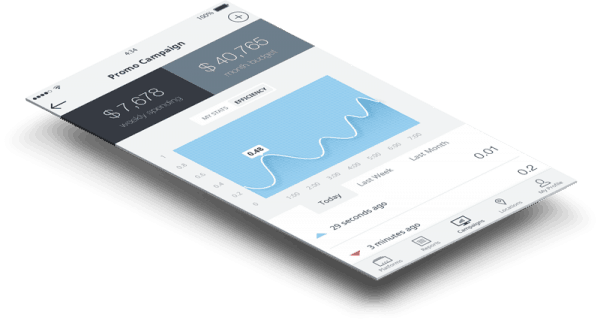 4:34
100%
Promo Campaign
$ 7,678
weekly spending
$ 40,765
month budget
MY STATS
EFFICIENCY
1
0.8
0.6
0.4
0.2
0
0.48
1:00 2:00 3:00 4:00 5:00 6:00 7:00
Today
Last Week
Last Month
29 seconds ago
0.01
3 minutes ago
0.2
Platforms
Reports
Campaigns
Locations
My Profile